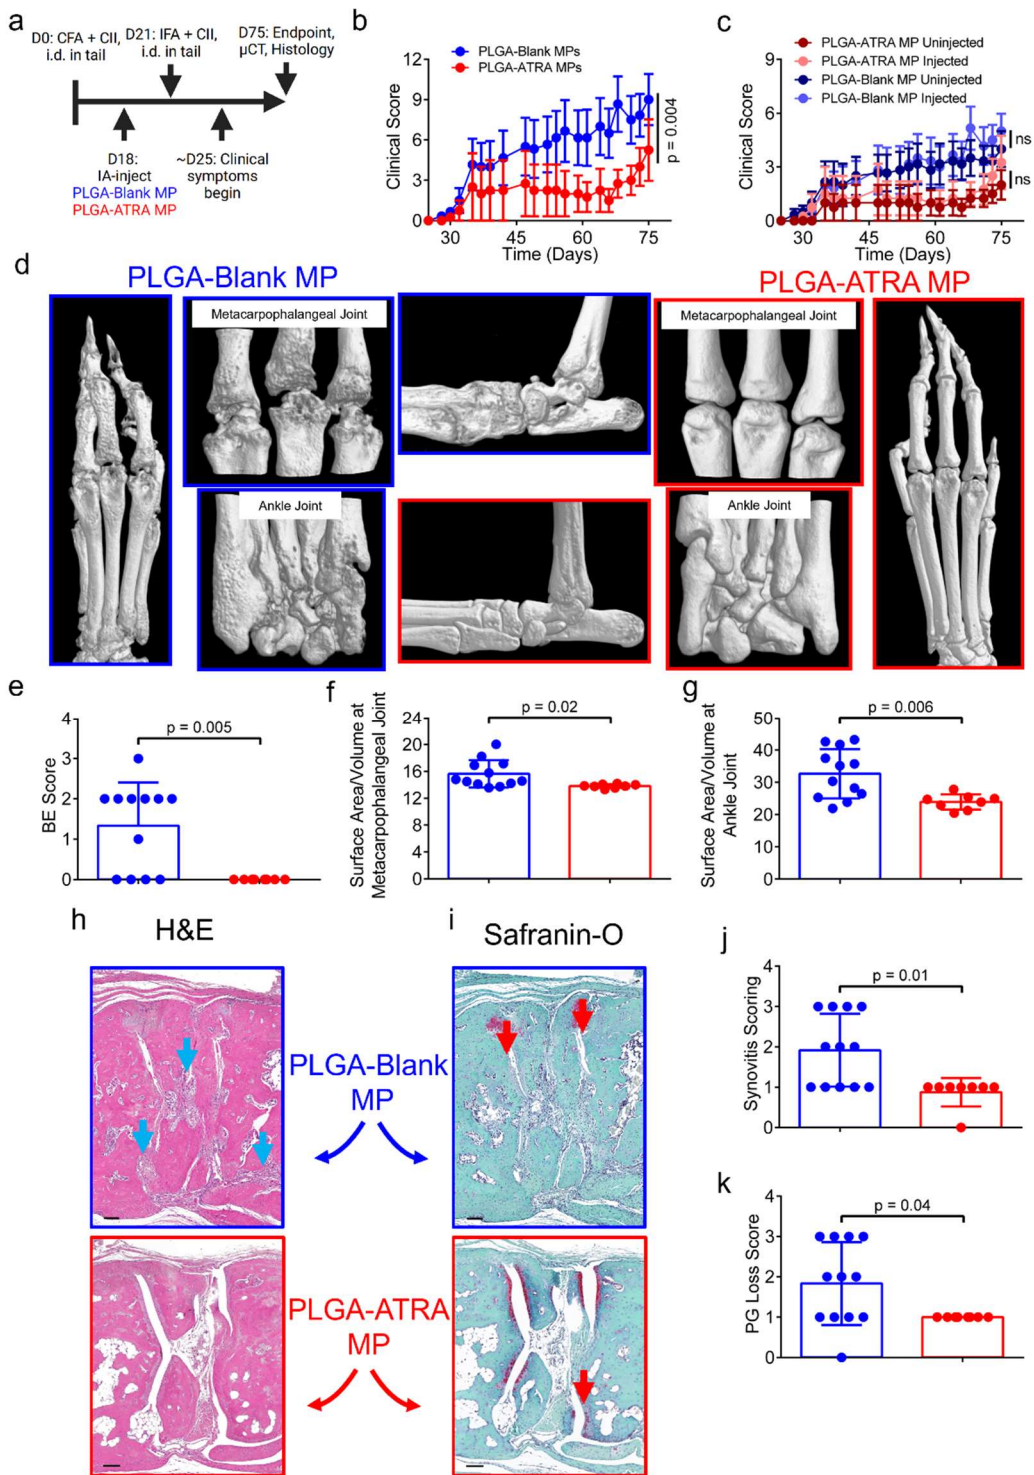 a
D0: CFA + CII,
i.d. in tail
D21: IFA + CII,
i.d. in tail
D75: Endpoint,
μCT, Histology
D18:
IA-inject
PLGA-Blank MP
PLGA-ATRA MP
~D25: Clinical
symptoms
begin
b
PLGA-Blank MPs
PLGA-ATRA MPs
Clinical Score
12
9
6
3
0
30
45
60
75
Time (Days)
p = 0.004
c
PLGA-ATRA MP Uninjected
PLGA-ATRA MP Injected
PLGA-Blank MP Uninjected
PLGA-Blank MP Injected
Clinical Score
9
6
3
0
30
45
60
75
Time (Days)
ns
ns
d
PLGA-Blank MP
PLGA-ATRA MP
Metacarpophalangeal Joint
Metacarpophalangeal Joint
Ankle Joint
Ankle Joint
e
BE Score
4
3
2
1
0
p = 0.005
f
Surface Area/Volume at
Metacarpophalangeal Joint
24
20
16
12
8
4
0
p = 0.02
g
Surface Area/Volume at
Ankle Joint
50
40
30
20
10
0
p = 0.006
h
H&E
i
Safranin-O
PLGA-Blank
MP
PLGA-ATRA
MP
j
Synovitis Scoring
4
3
2
1
0
p = 0.01
k
PG Loss Score
4
3
2
1
0
p = 0.04